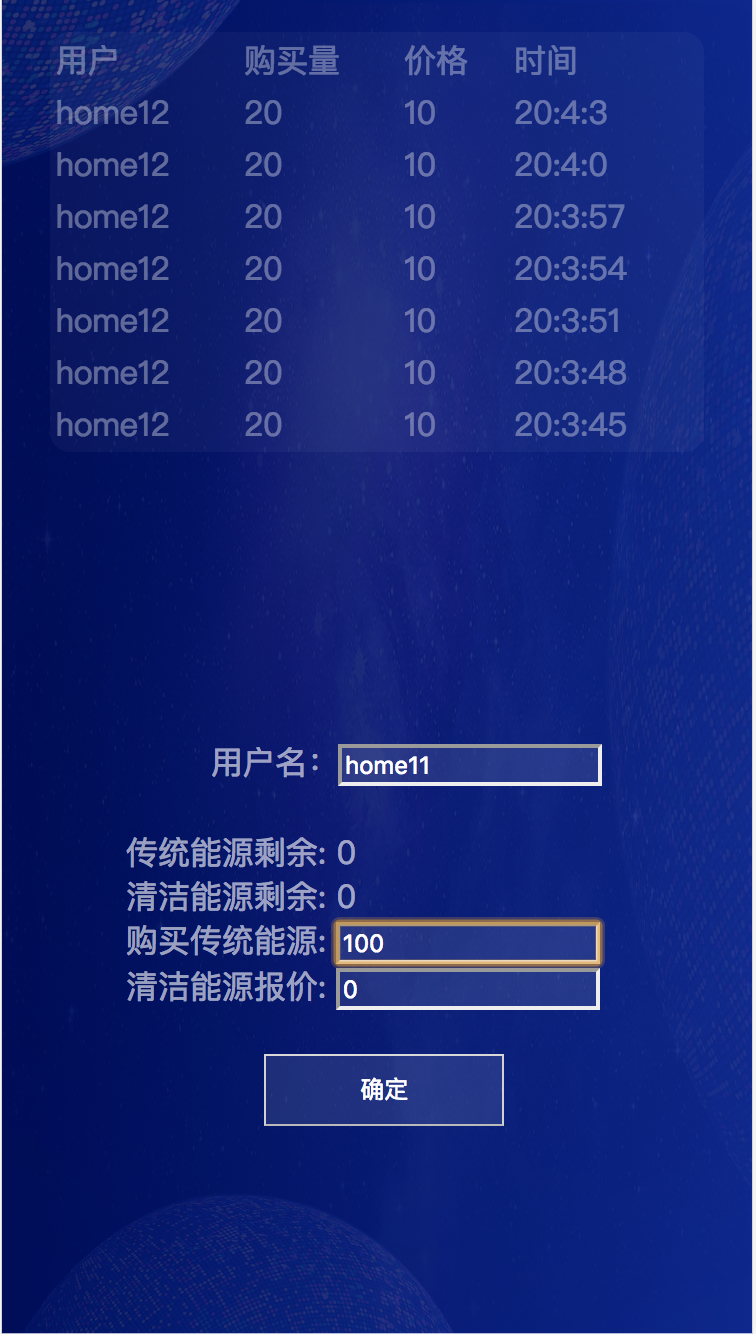 用户 购买量 价格 时间
home12 20 10 20:4:3
home12 20 10 20:4:0
home12 20 10 20:3:57
home12 20 10 20:3:54
home12 20 10 20:3:51
home12 20 10 20:3:48
home12 20 10 20:3:45
用户名： home11
传统能源剩余: 0
清洁能源剩余: 0
购买传统能源: 100
清洁能源报价: 0
确定